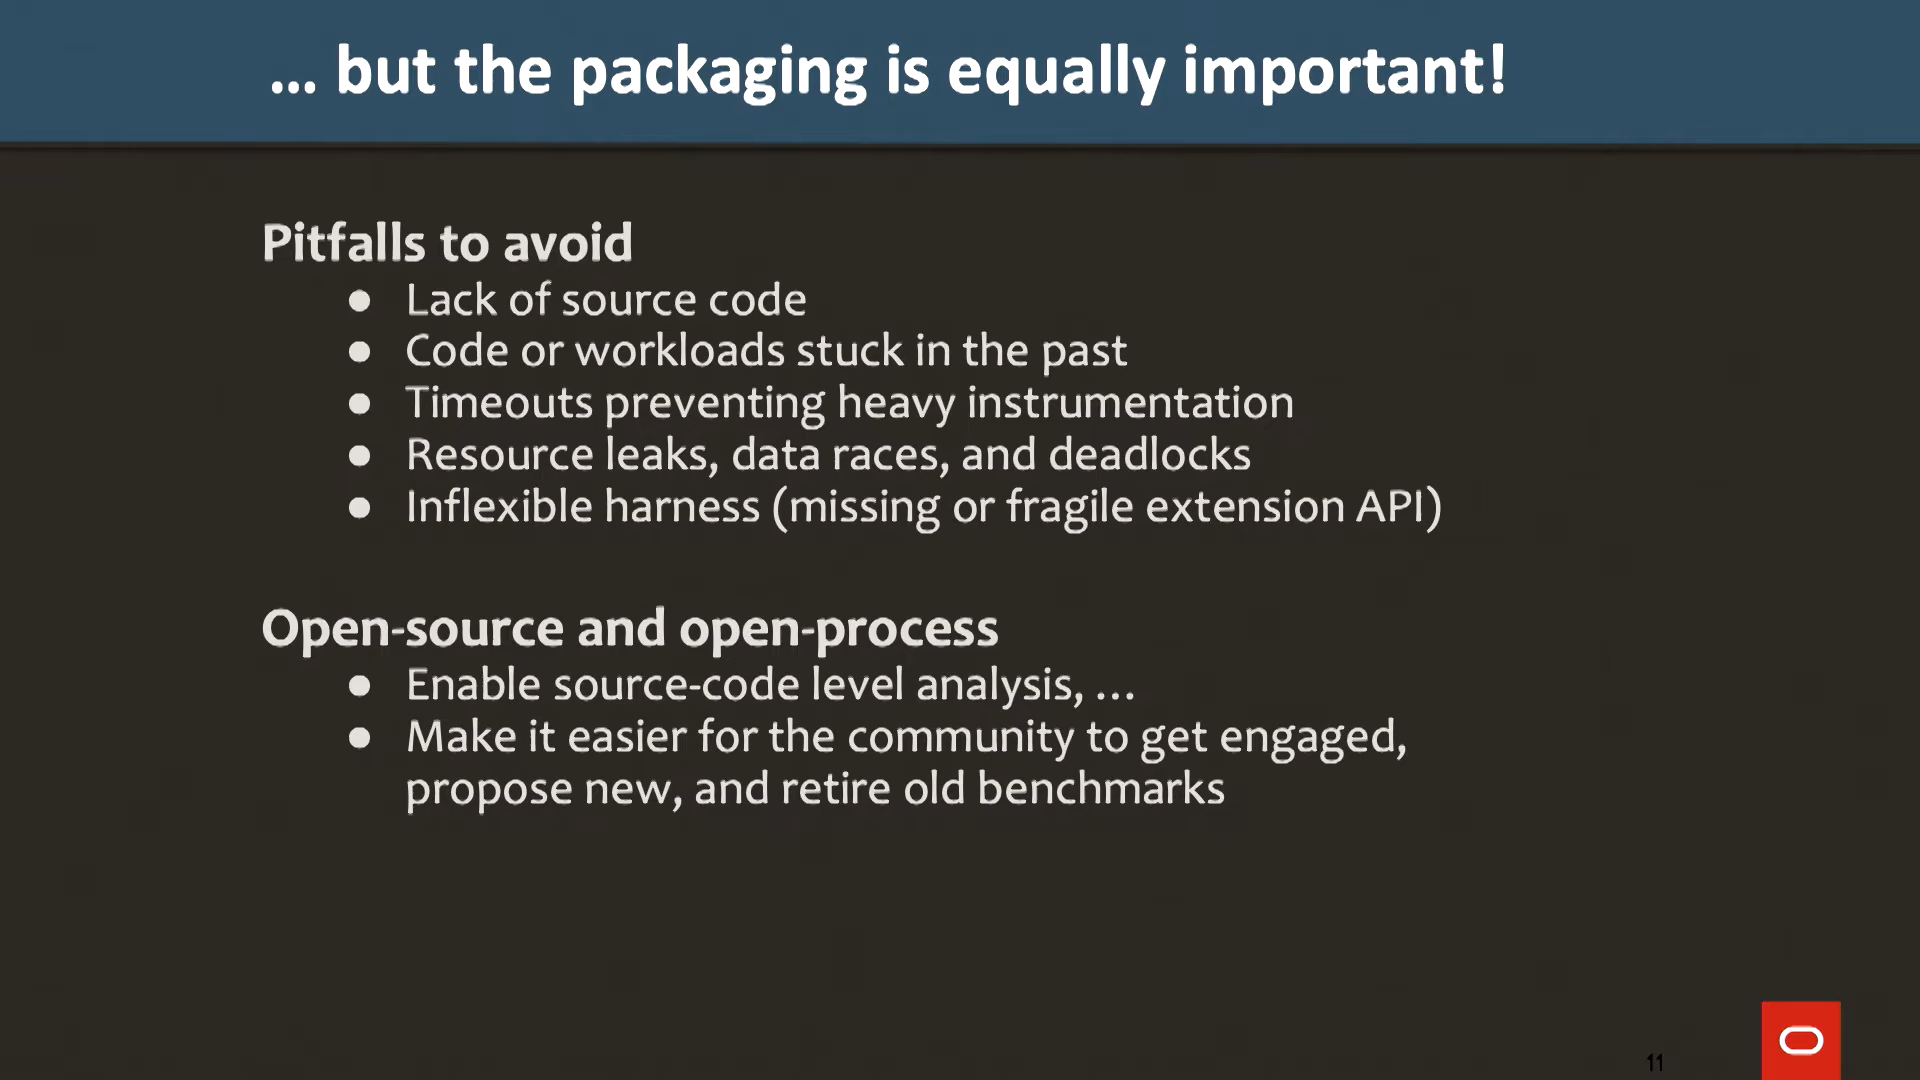 ... but the packaging is equally important!
Pitfalls to avoid
● Lack of source code
● Code or workloads stuck in the past
● Timeouts preventing heavy instrumentation
● Resource leaks, data races, and deadlocks
● Inflexible harness (missing or fragile extension API)
Open-source and open-process
● Enable source-code level analysis, ...
● Make it easier for the community to get engaged,
propose new, and retire old benchmarks
11